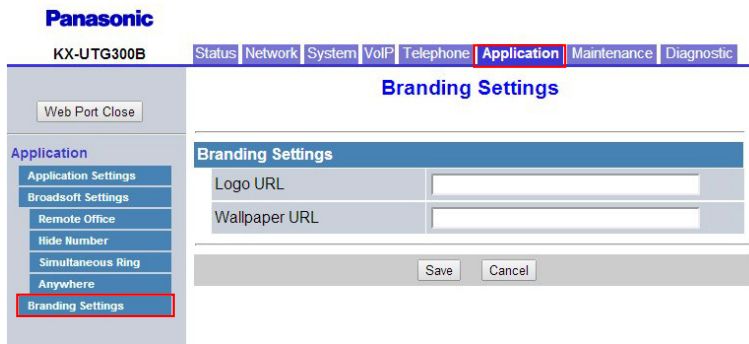 Panasonic
KX-UTG300B
Status Network System VoIP Telephone Application Maintenance Diagnostic
Web Port Close
Application
Application Settings
Broadsoft Settings
Remote Office
Hide Number
Simultaneous Ring
Anywhere
Branding Settings
Branding Settings
Branding Settings
Logo URL
Wallpaper URL
Save Cancel